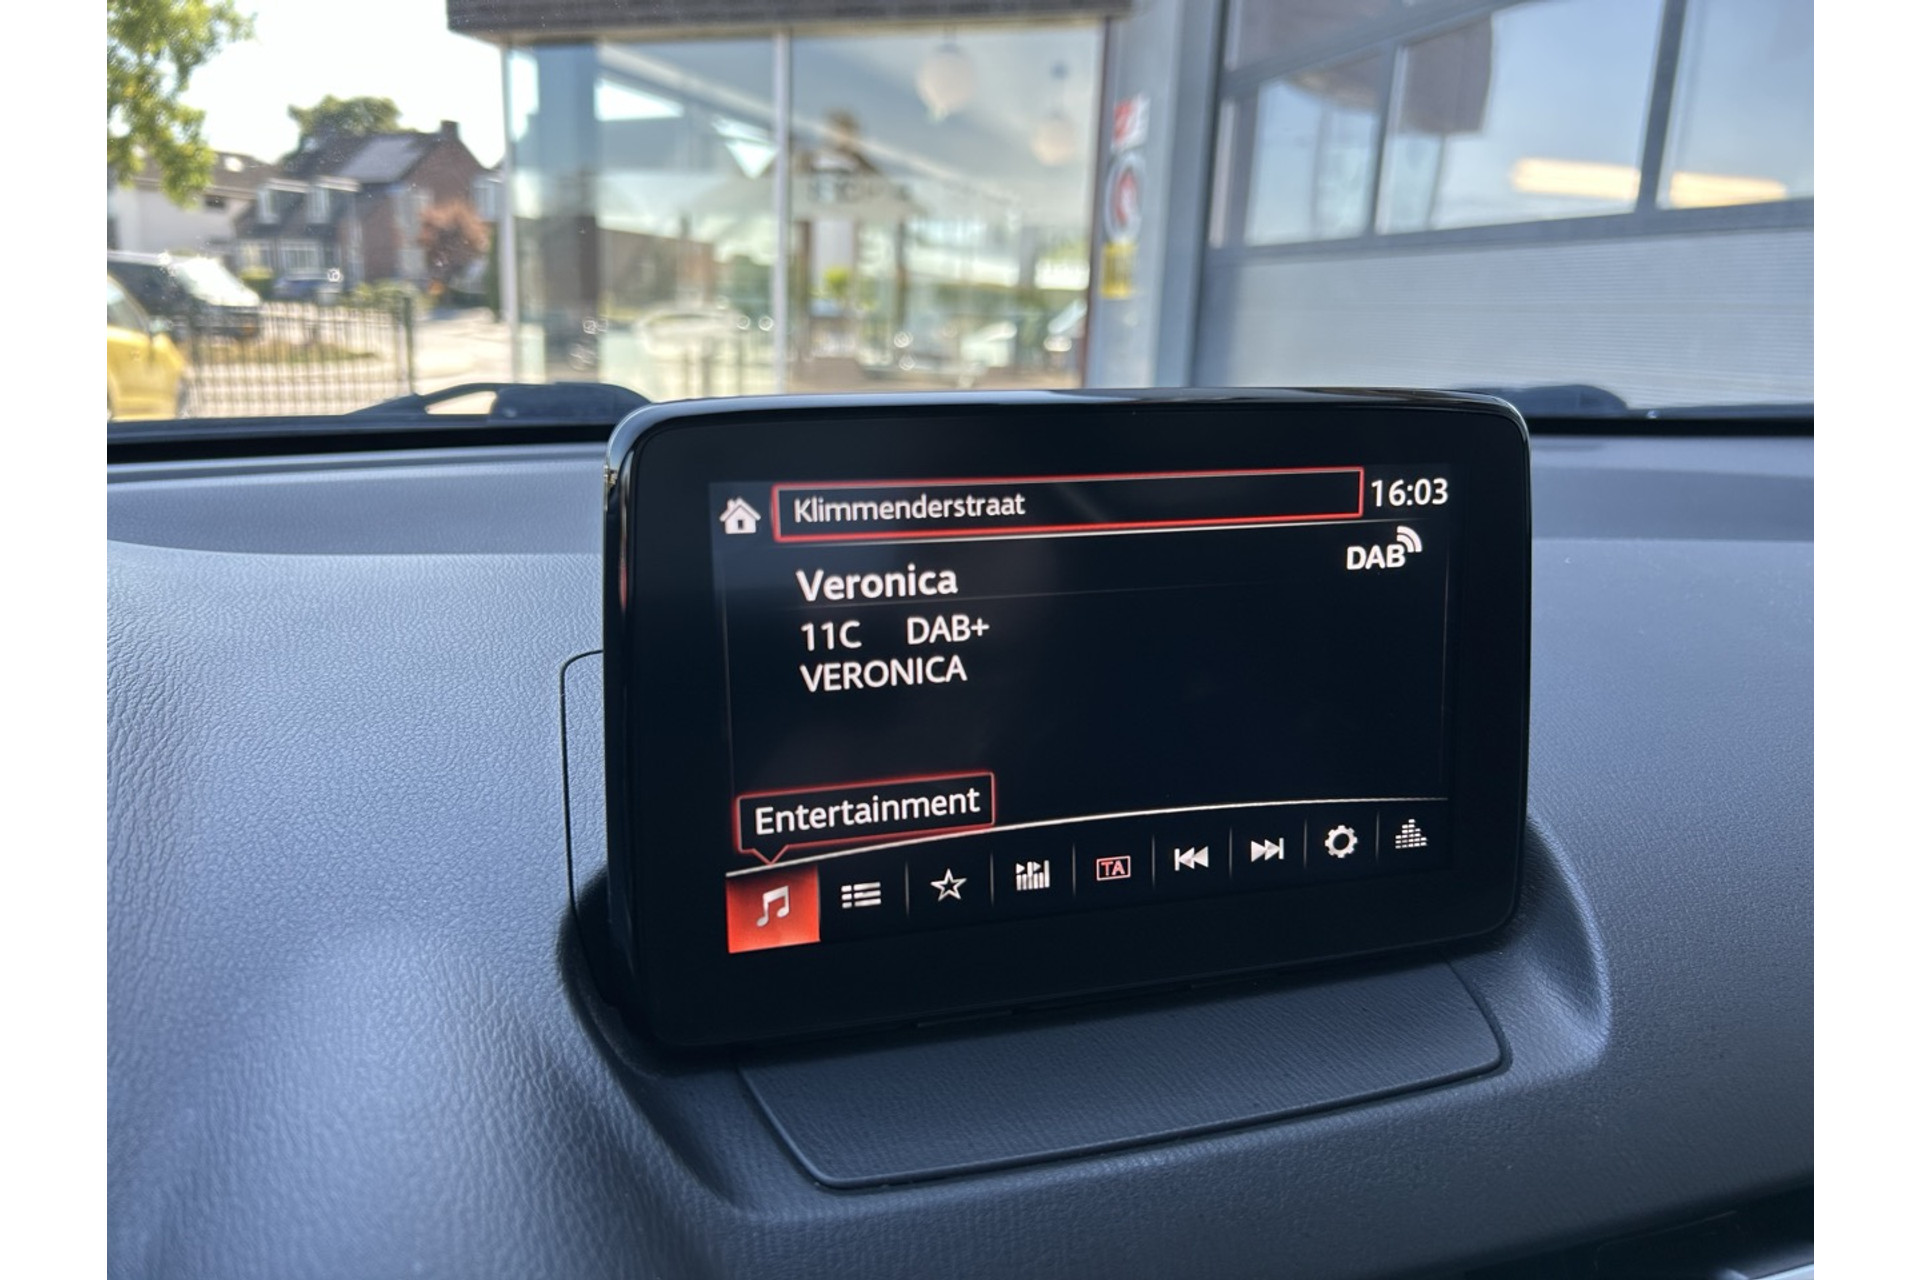 Klimmenderstraat 16:03
DAB
Veronica
11C DAB+
VERONICA
Entertainment
TA